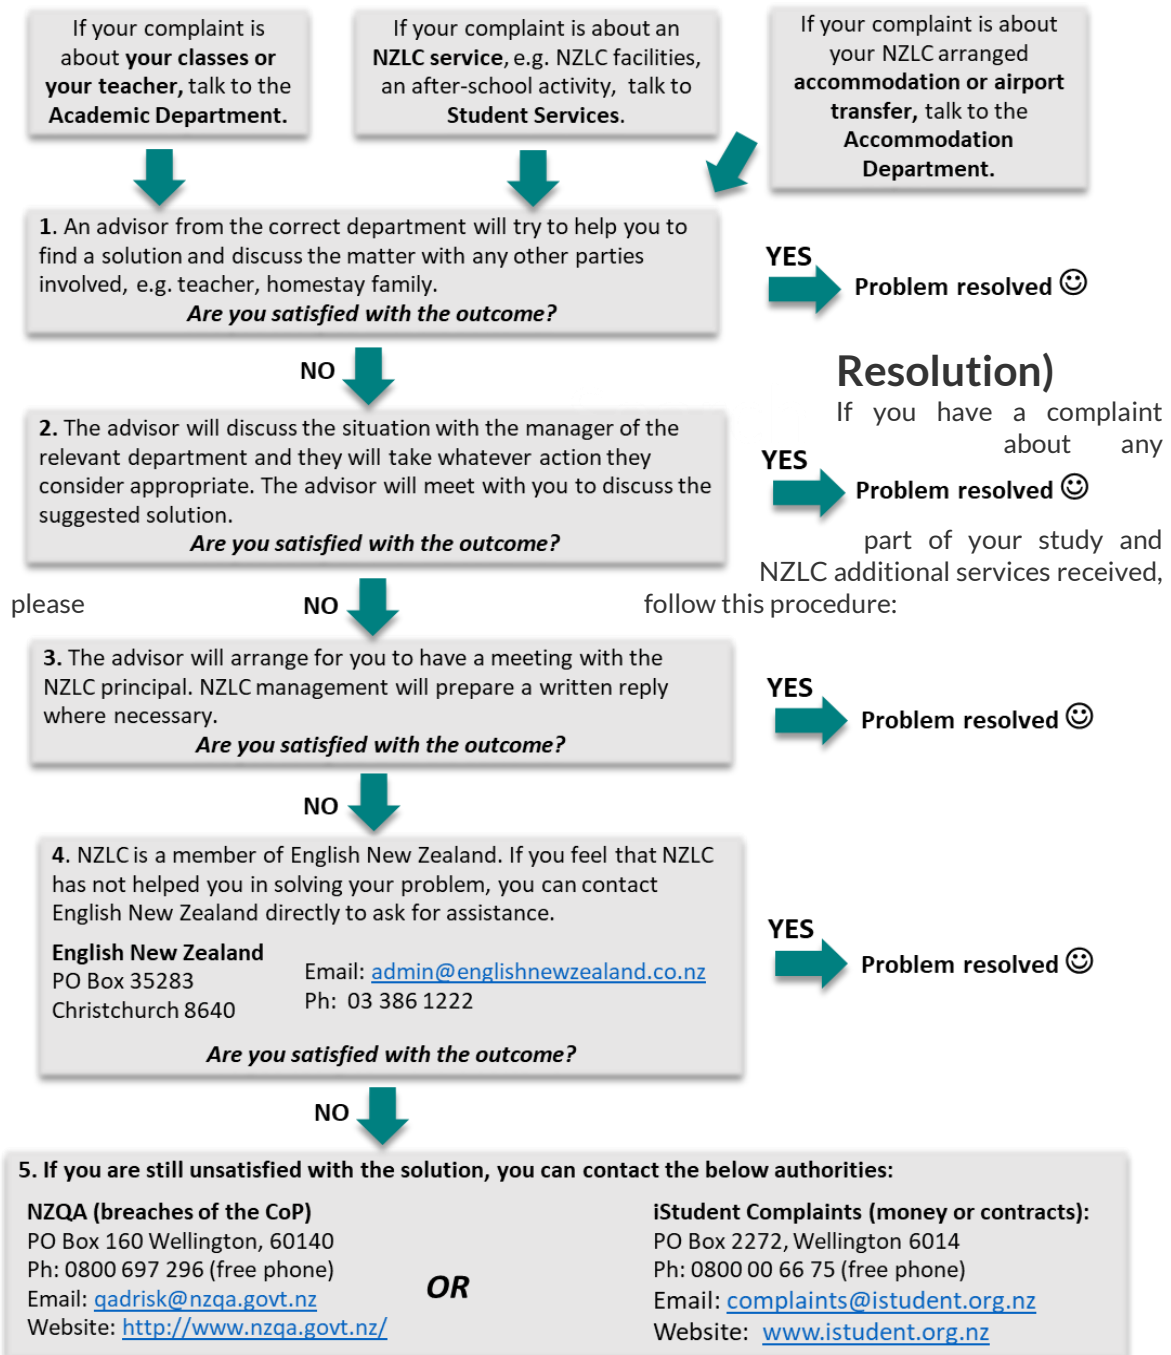 If your complaint is
about your classes or
your teacher, talk to the
Academic Department.
If your complaint is about an
NZLC service, e.g. NZLC facilities,
an after-school activity, talk to
Student Services.
If your complaint is about
your NZLC arranged
accommodation or airport
transfer, talk to the
Accommodation
Department.
1. An advisor from the correct department will try to help you to
find a solution and discuss the matter with any other parties
involved, e.g. teacher, homestay family.
Are you satisfied with the outcome?
YES
Problem resolved ☺
NO
Resolution)
If you have a complaint
about any
2. The advisor will discuss the situation with the manager of the
relevant department and they will take whatever action they
consider appropriate. The advisor will meet with you to discuss the
suggested solution.
Are you satisfied with the outcome?
YES
Problem resolved ☺
part of your study and
NZLC additional services received,
please follow this procedure:
NO
3. The advisor will arrange for you to have a meeting with the
NZLC principal. NZLC management will prepare a written reply
where necessary.
Are you satisfied with the outcome?
YES
Problem resolved ☺
NO
4. NZLC is a member of English New Zealand. If you feel that NZLC
has not helped you in solving your problem, you can contact
English New Zealand directly to ask for assistance.
English New Zealand
PO Box 35283
Christchurch 8640
Email: admin@englishnewzealand.co.nz
Ph: 03 386 1222
Are you satisfied with the outcome?
YES
Problem resolved ☺
NO
5. If you are still unsatisfied with the solution, you can contact the below authorities:
NZQA (breaches of the CoP)
PO Box 160 Wellington, 60140
Ph: 0800 697 296 (free phone)
Email: qadrisk@nzqa.govt.nz
Website: http://www.nzqa.govt.nz/
OR
iStudent Complaints (money or contracts):
PO Box 2272, Wellington 6014
Ph: 0800 00 66 75 (free phone)
Email: complaints@istudent.org.nz
Website: www.istudent.org.nz